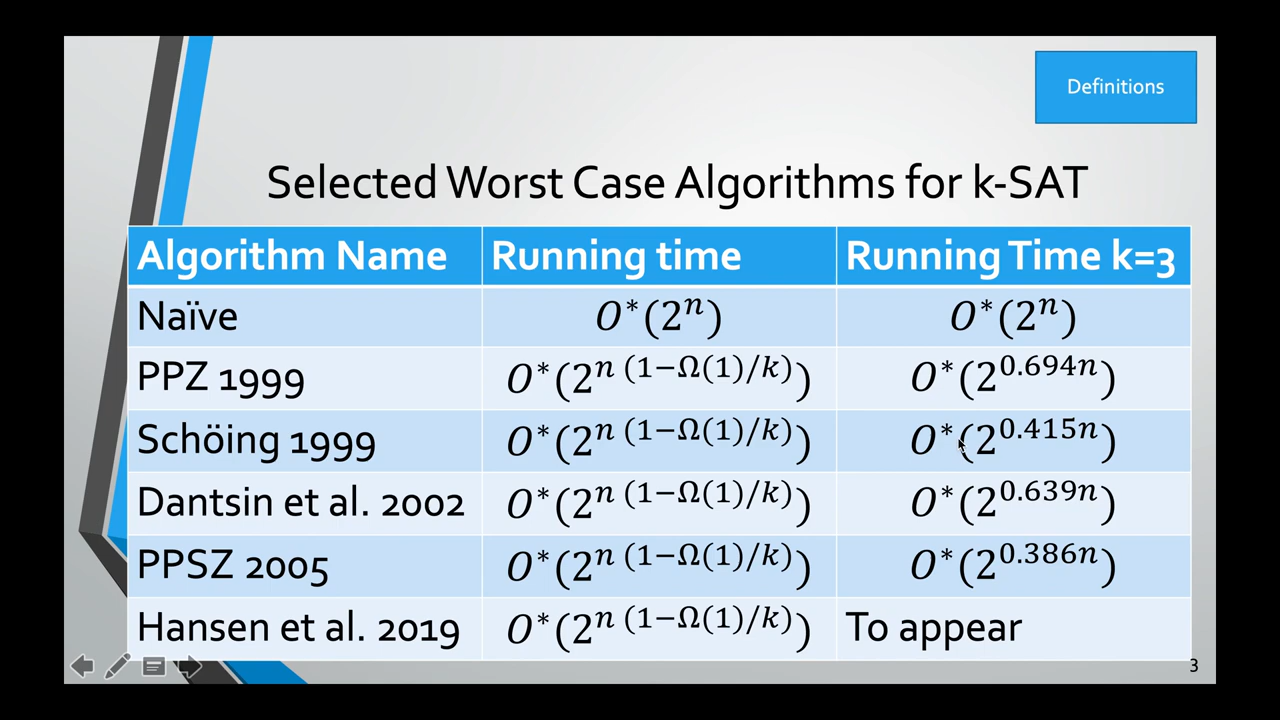 Definitions
Selected Worst Case Algorithms for k-SAT
Algorithm Name Running time Running Time k=3
Naïve O*(2^n) O*(2^n)
PPZ 1999 O*(2^{n (1−Ω(1)/k)}) O*(2^{0.694n})
Schöing 1999 O*(2^{n (1−Ω(1)/k)}) O*(2^{0.415n})
Dantsin et al. 2002 O*(2^{n (1−Ω(1)/k)}) O*(2^{0.639n})
PPSZ 2005 O*(2^{n (1−Ω(1)/k)}) O*(2^{0.386n})
Hansen et al. 2019 O*(2^{n (1−Ω(1)/k)}) To appear
3